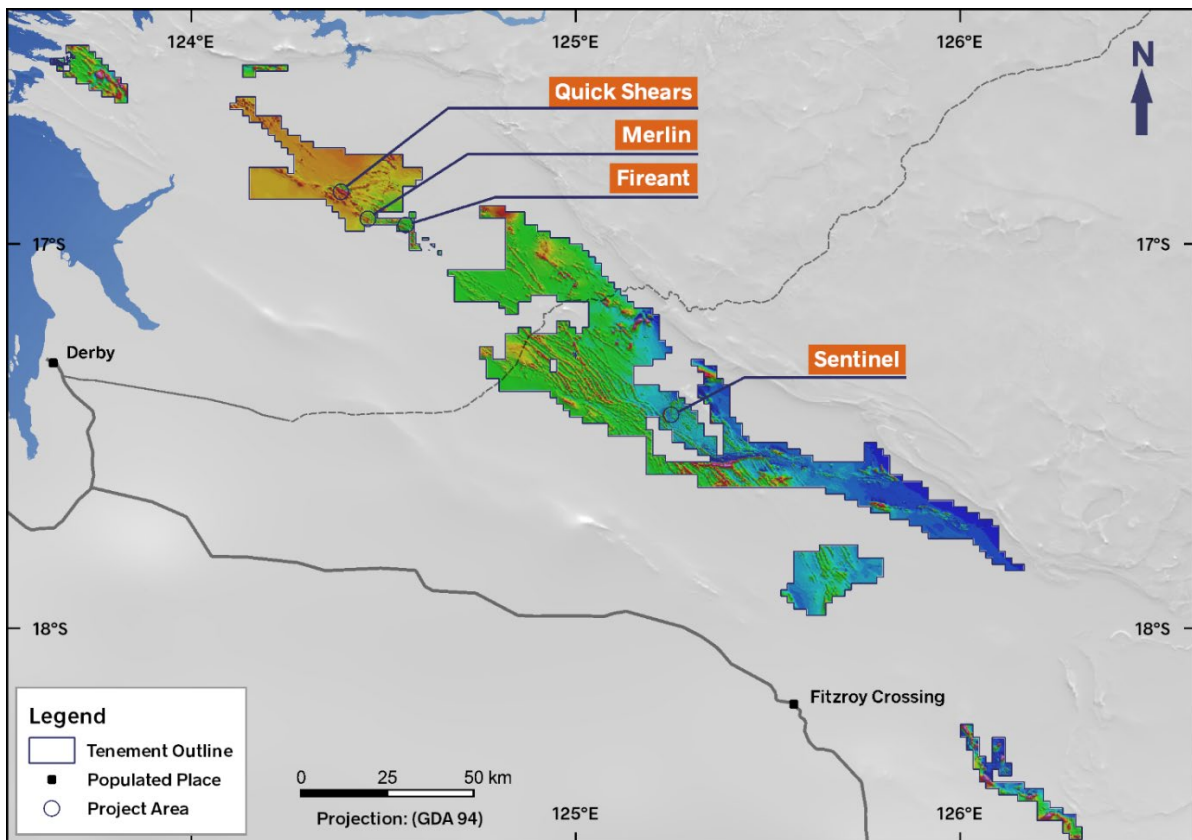 124°E
125°E
126°E
N
Quick Shears
Merlin
Fireant
17°S
17°S
Derby
Sentinel
18°S
18°S
Fitzroy Crossing
Legend
Tenement Outline
Populated Place
Project Area
0 25 50 km
Projection: (GDA 94)
125°E
126°E